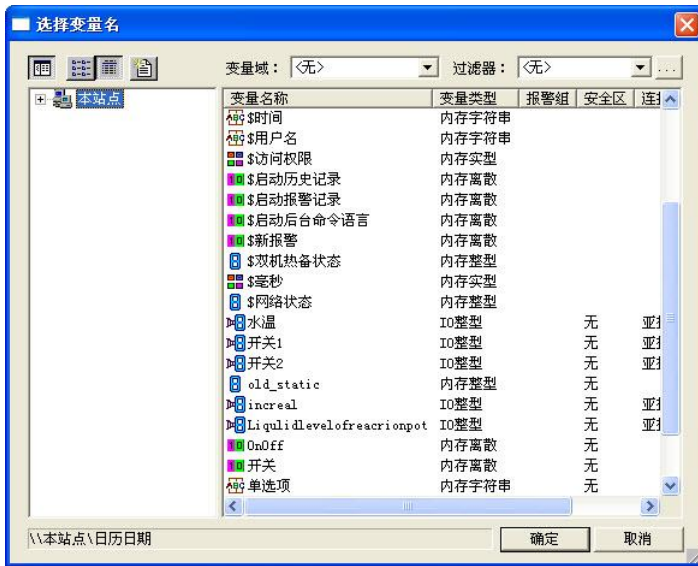 选择变量名
变量域： <无> 过滤器： <无> ...
本站点
变量名称 变量类型 报警组 安全区
$时间 内存字符串
$用户名 内存字符串
$访问权限 内存实型
$启动历史记录 内存离散
$启动报警记录 内存离散
$启动后台命令语言 内存离散
$新报警 内存离散
$双机热备状态 内存整型
$毫秒 内存实型
$网络状态 内存整型
水温 IO整型 无 亚
开关1 IO整型 无 亚
开关2 IO整型 无 亚
old_static 内存整型 无
increal IO整型 无 亚
Liqulidlevelofreacrionpot IO整型 无 亚
OnOff 内存离散 无
开关 内存离散 无
单选项 内存字符串 无
\\本站点\日历日期 确定 取消